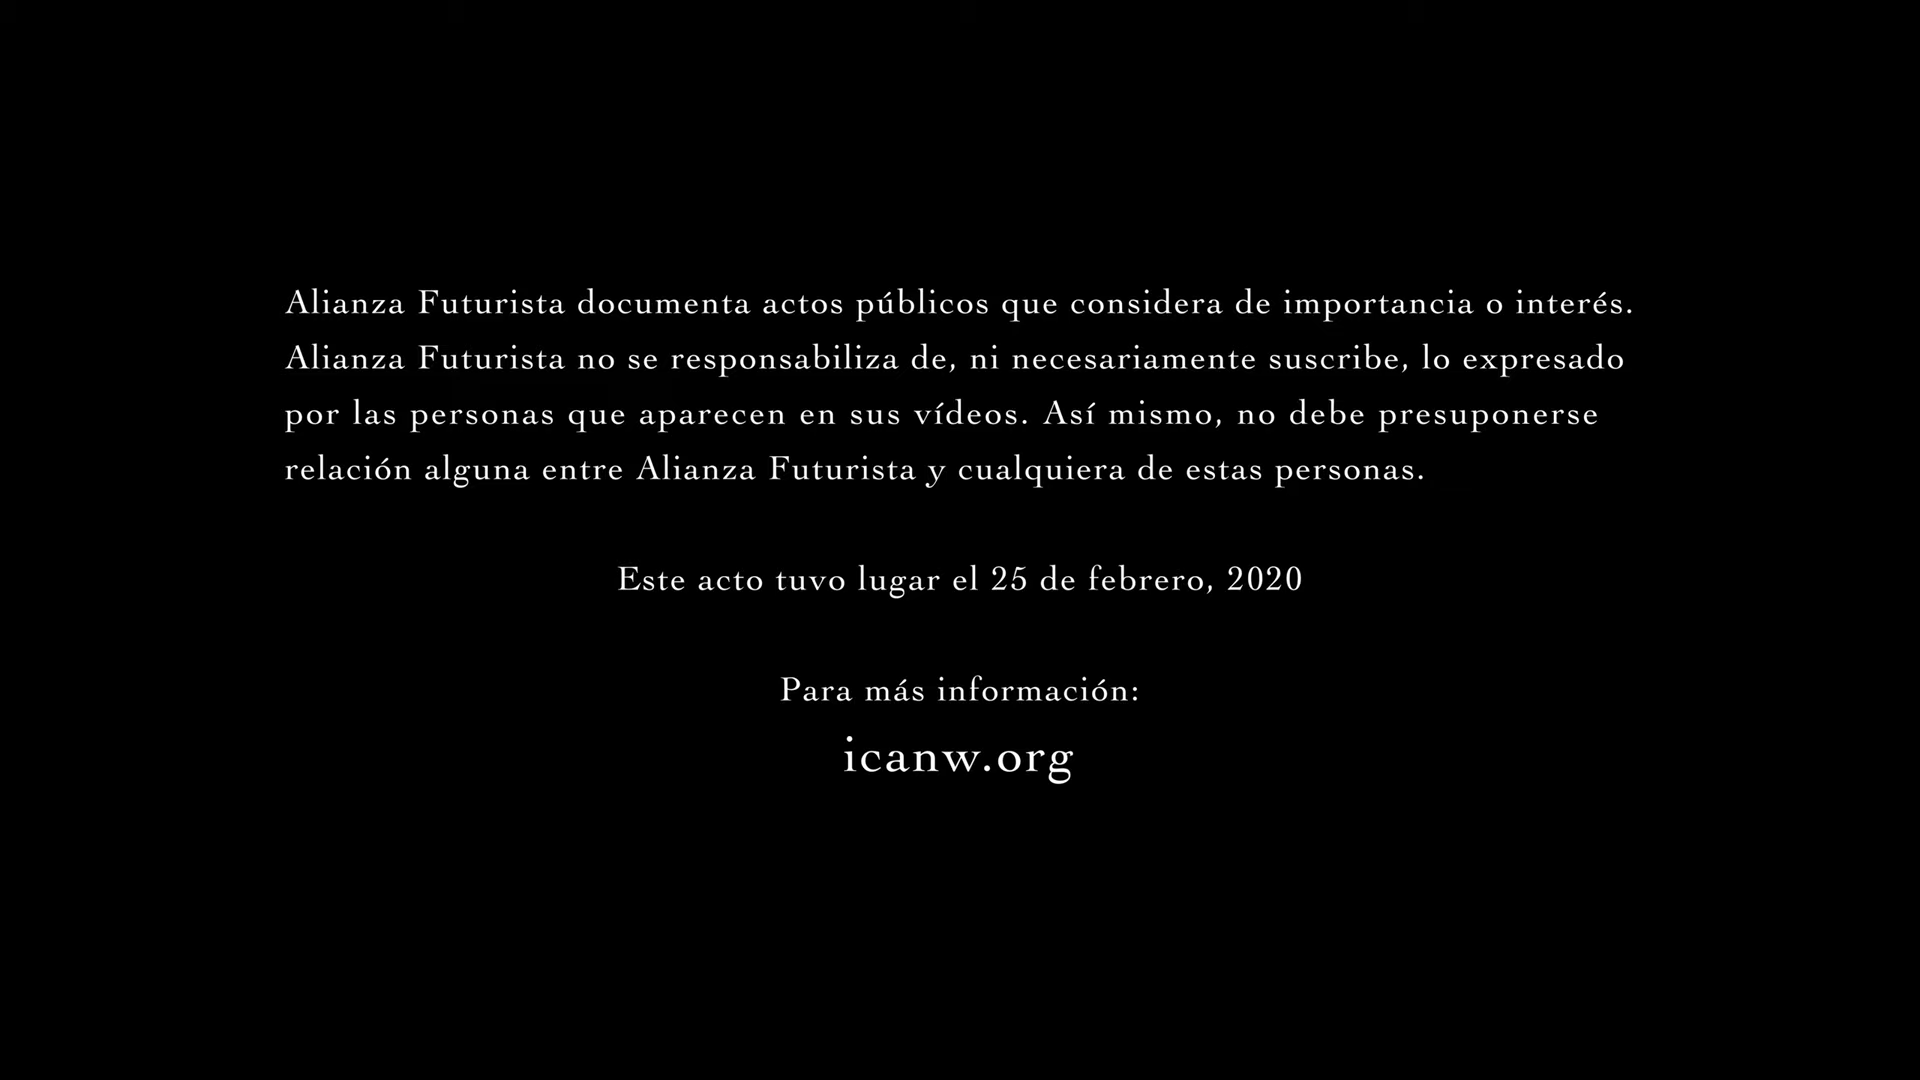 Alianza Futurista documenta actos públicos que considera de importancia o interés.
Alianza Futurista no se responsabiliza de, ni necesariamente suscribe, lo expresado
por las personas que aparecen en sus vídeos. Así mismo, no debe presuponerse
relación alguna entre Alianza Futurista y cualquiera de estas personas.
Este acto tuvo lugar el 25 de febrero, 2020
Para más información:
icanw.org